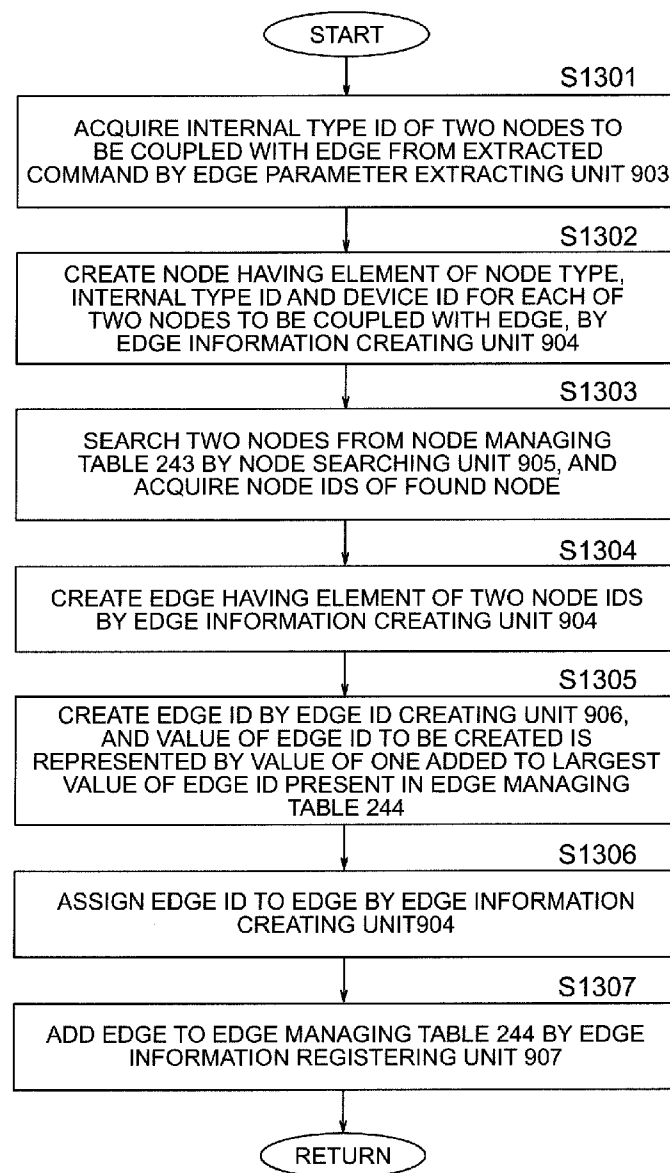 START
S1301
ACQUIRE INTERNAL TYPE ID OF TWO NODES TO
BE COUPLED WITH EDGE FROM EXTRACTED
COMMAND BY EDGE PARAMETER EXTRACTING UNIT 903
S1302
CREATE NODE HAVING ELEMENT OF NODE TYPE,
INTERNAL TYPE ID AND DEVICE ID FOR EACH OF
TWO NODES TO BE COUPLED WITH EDGE, BY
EDGE INFORMATION CREATING UNIT 904
S1303
SEARCH TWO NODES FROM NODE MANAGING
TABLE 243 BY NODE SEARCHING UNIT 905, AND
ACQUIRE NODE IDS OF FOUND NODE
S1304
CREATE EDGE HAVING ELEMENT OF TWO NODE IDS
BY EDGE INFORMATION CREATING UNIT 904
S1305
CREATE EDGE ID BY EDGE ID CREATING UNIT 906,
AND VALUE OF EDGE ID TO BE CREATED IS
REPRESENTED BY VALUE OF ONE ADDED TO LARGEST
VALUE OF EDGE ID PRESENT IN EDGE MANAGING
TABLE 244
S1306
ASSIGN EDGE ID TO EDGE BY EDGE INFORMATION
CREATING UNIT904
S1307
ADD EDGE TO EDGE MANAGING TABLE 244 BY EDGE
INFORMATION REGISTERING UNIT 907
RETURN